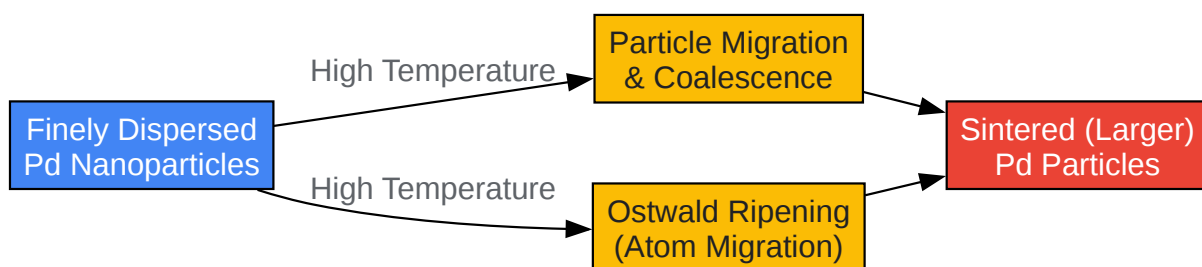 Finely Dispersed
Pd Nanoparticles
High Temperature
High Temperature
Particle Migration
& Coalescence
Ostwald Ripening
(Atom Migration)
Sintered (Larger)
Pd Particles